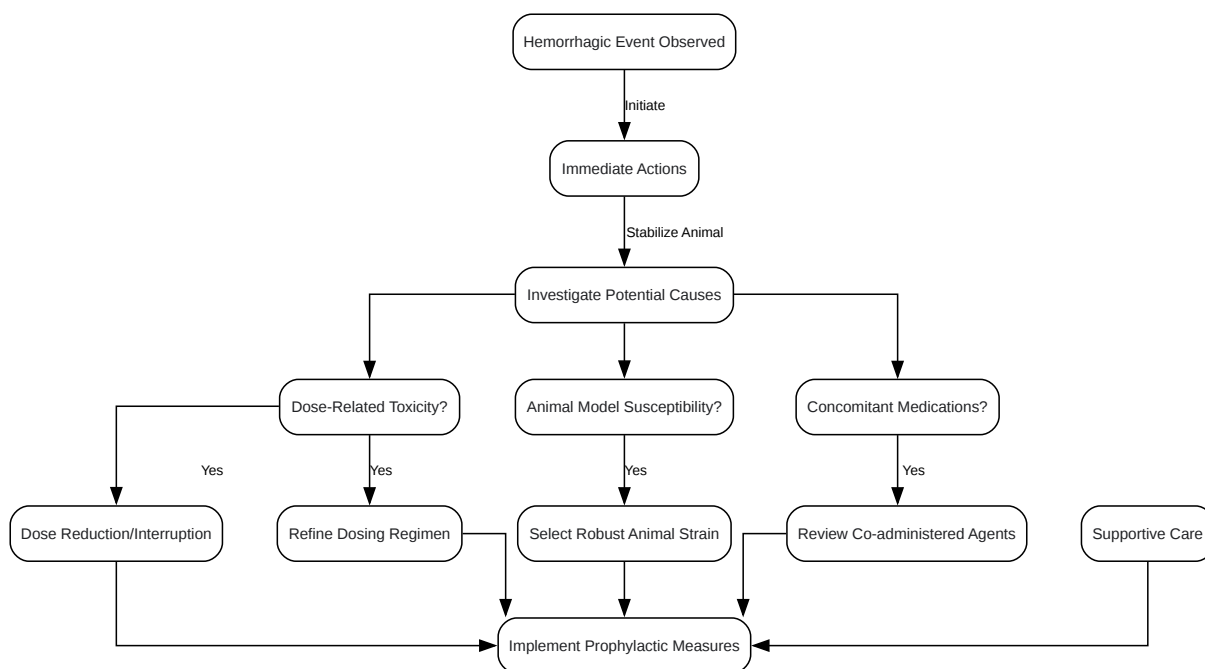 Hemorrhagic Event Observed
Initiate
Immediate Actions
Stabilize Animal
Investigate Potential Causes
Dose-Related Toxicity?
Animal Model Susceptibility?
Concomitant Medications?
Yes
Yes
Yes
Yes
Dose Reduction/Interruption
Refine Dosing Regimen
Select Robust Animal Strain
Review Co-administered Agents
Supportive Care
Implement Prophylactic Measures